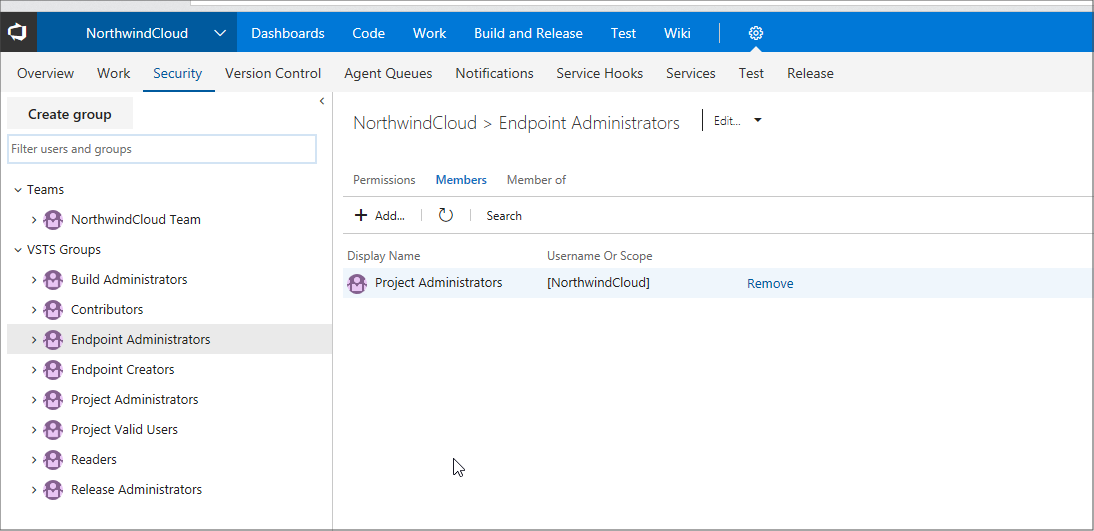 NorthwindCloud Dashboards Code Work Build and Release Test Wiki
Overview Work Security Version Control Agent Queues Notifications Service Hooks Services Test Release
Create group
Filter users and groups
Teams
NorthwindCloud Team
VSTS Groups
Build Administrators
Contributors
Endpoint Administrators
Endpoint Creators
Project Administrators
Project Valid Users
Readers
Release Administrators
NorthwindCloud > Endpoint Administrators Edit...
Permissions Members Member of
Add... Search
Display Name Username Or Scope
Project Administrators [NorthwindCloud] Remove